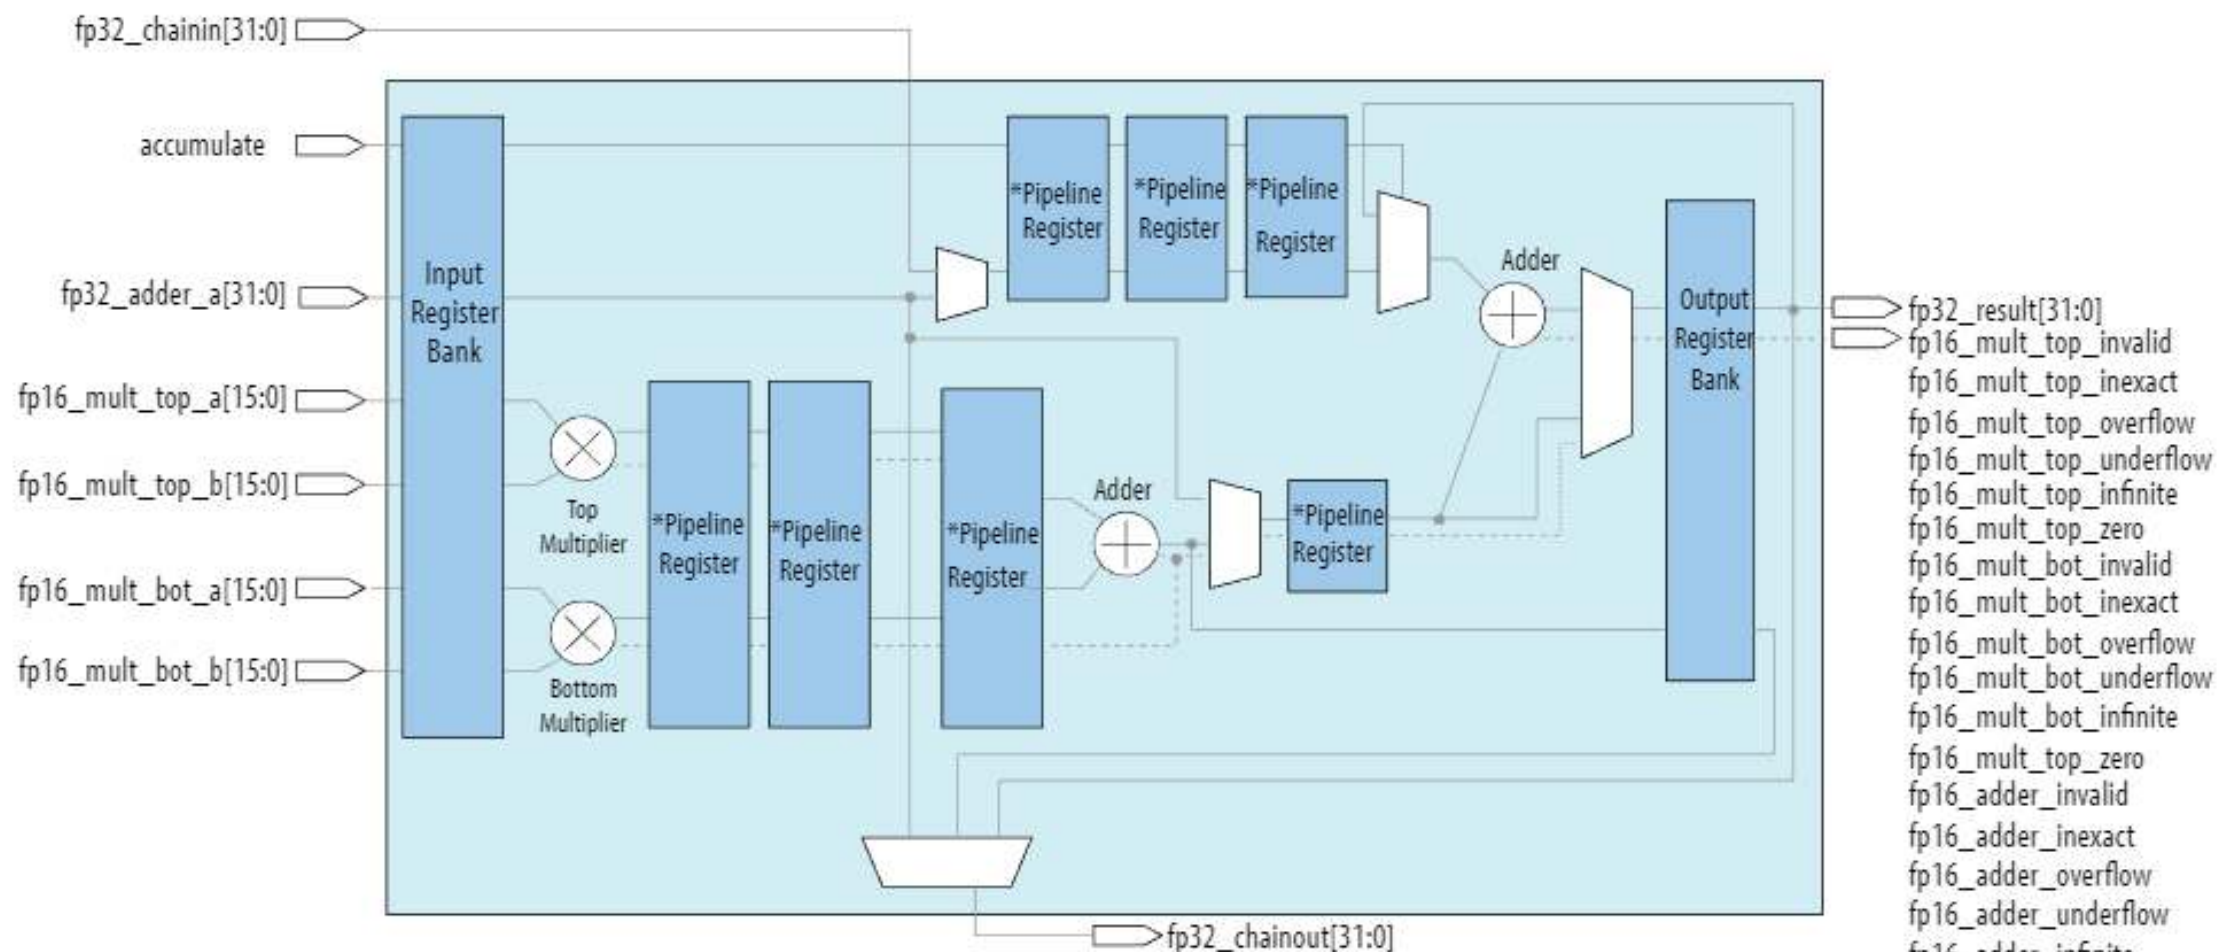 fp32_chainin[31:0]
accumulate
fp32_adder_a[31:0]
fp16_mult_top_a[15:0]
fp16_mult_top_b[15:0]
fp16_mult_bot_a[15:0]
fp16_mult_bot_b[15:0]
Input
Register
Bank
Top
Multiplier
Bottom
Multiplier
*Pipeline
Register
*Pipeline
Register
*Pipeline
Register
*Pipeline
Register
*Pipeline
Register
*Pipeline
Register
Adder
*Pipeline
Register
Adder
Output
Register
Bank
fp32_result[31:0]
fp16_mult_top_invalid
fp16_mult_top_inexact
fp16_mult_top_overflow
fp16_mult_top_underflow
fp16_mult_top_infinite
fp16_mult_top_zero
fp16_mult_bot_invalid
fp16_mult_bot_inexact
fp16_mult_bot_overflow
fp16_mult_bot_underflow
fp16_mult_bot_infinite
fp16_mult_top_zero
fp16_adder_invalid
fp16_adder_inexact
fp16_adder_overflow
fp16_adder_underflow
fp32_chainout[31:0]